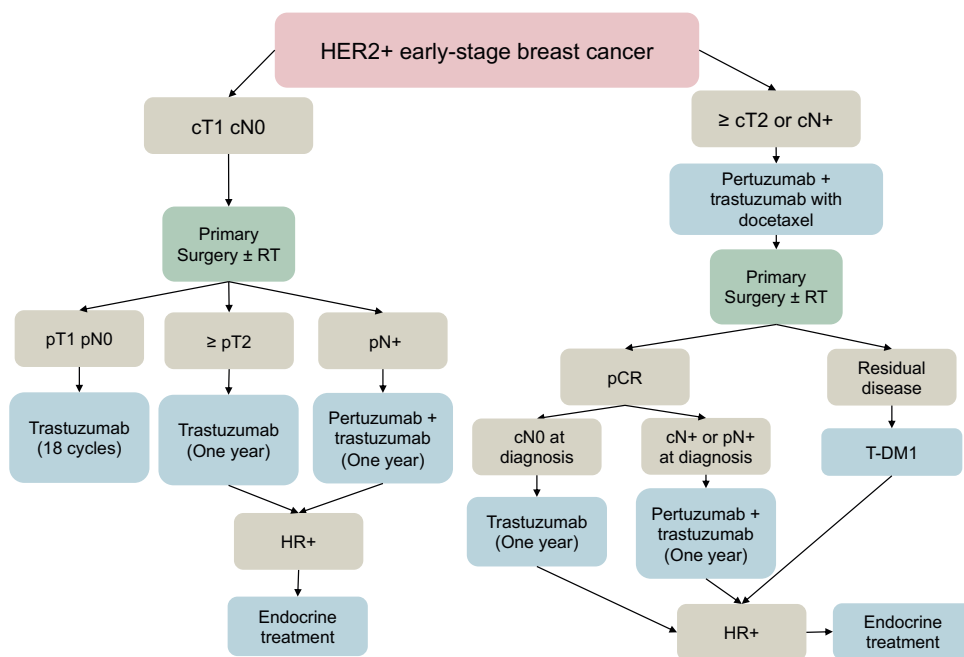 HER2+ early-stage breast cancer
cT1 cN0
≥ cT2 or cN+
Pertuzumab +
trastuzumab with
docetaxel
Primary
Surgery ± RT
Primary
Surgery ± RT
pT1 pN0
≥ pT2
pN+
pCR
Residual
disease
Trastuzumab
(18 cycles)
Trastuzumab
(One year)
Pertuzumab +
trastuzumab
(One year)
cN0 at
diagnosis
cN+ or pN+
at diagnosis
T-DM1
Trastuzumab
(One year)
Pertuzumab +
trastuzumab
(One year)
HR+
Endocrine
treatment
HR+
Endocrine
treatment